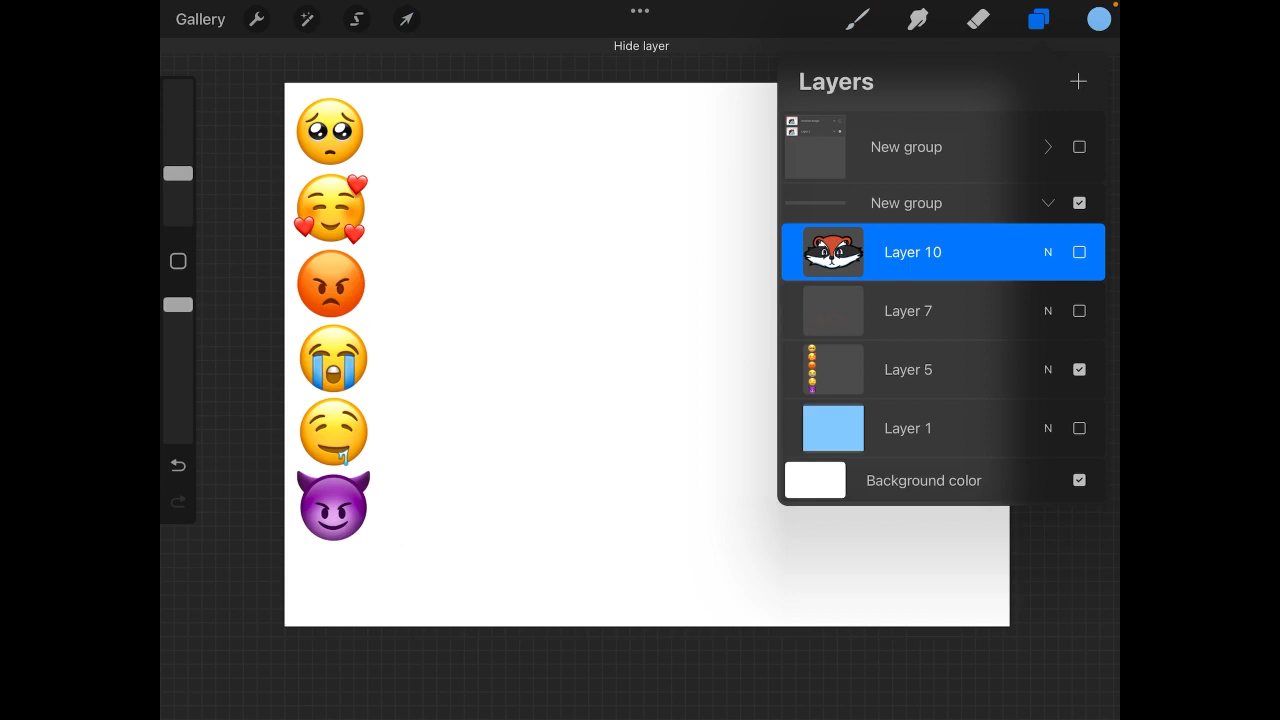 Gallery
Hide layer
Layers
New group
New group
Layer 10 N
Layer 7 N
Layer 5 N
Layer 1 N
Background color